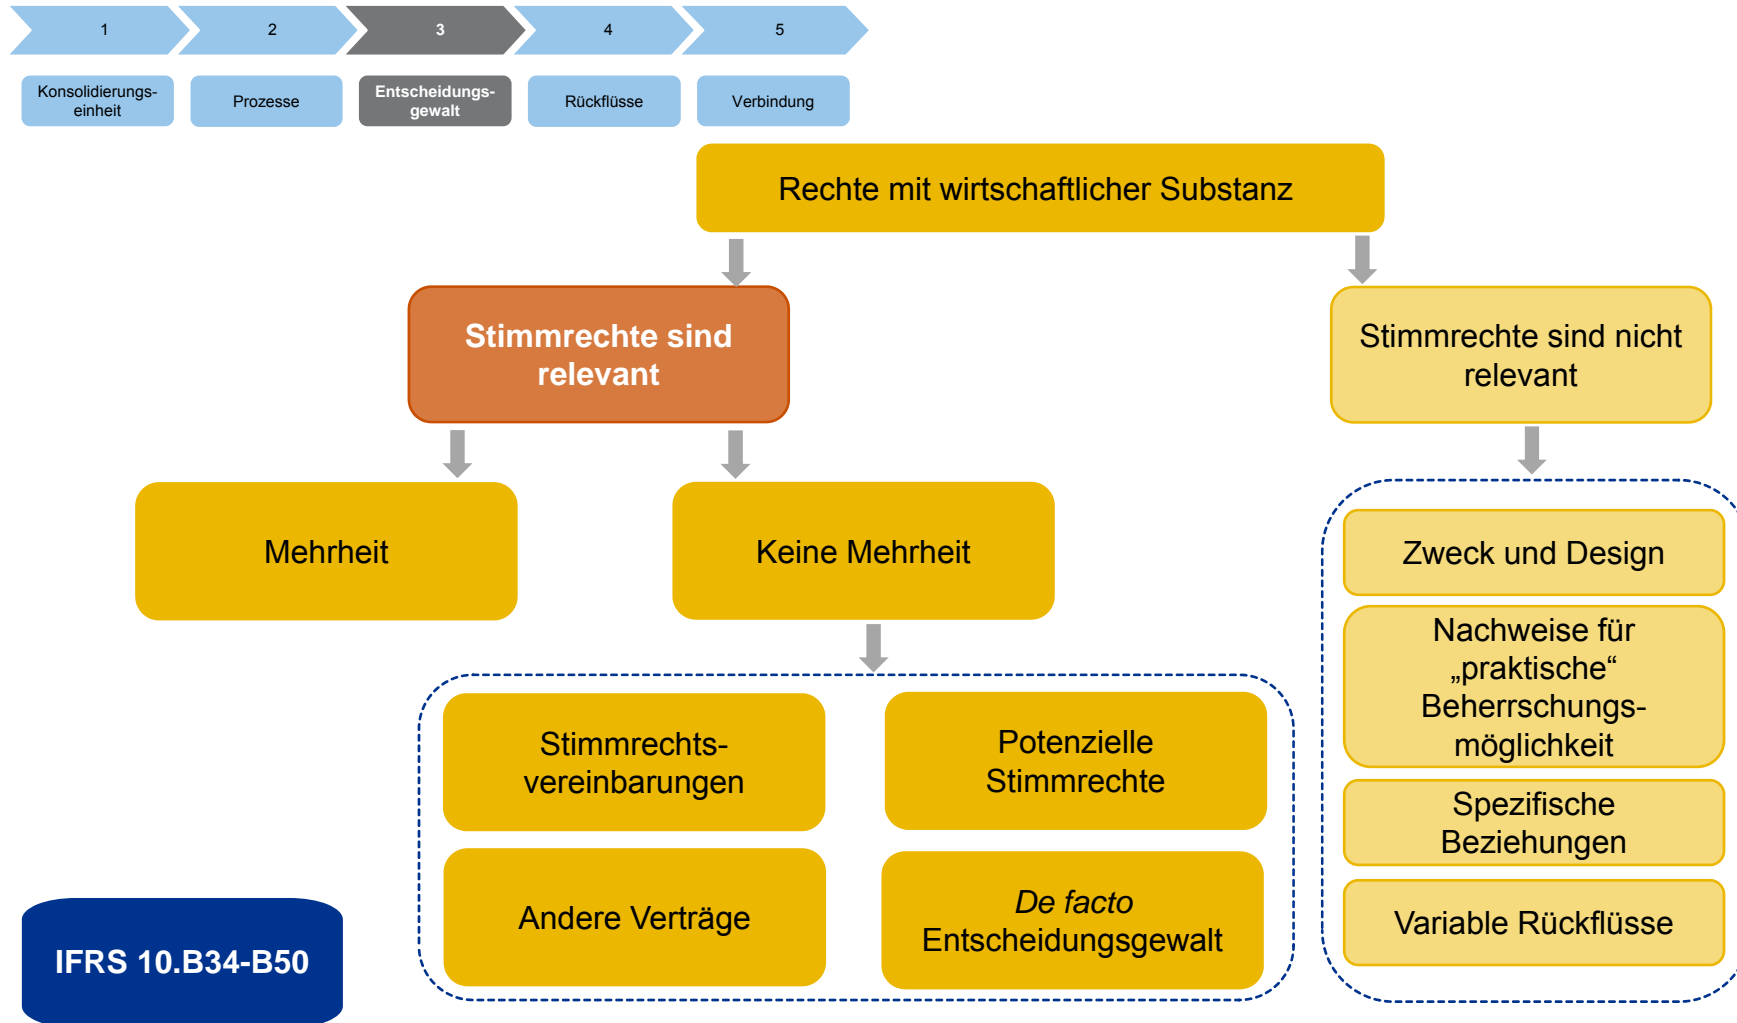 1
2
3
4
5
Konsolidierungs-
einheit
Prozesse
Entscheidungs-
gewalt
Rückflüsse
Verbindung
Rechte mit wirtschaftlicher Substanz
Stimmrechte sind
relevant
Stimmrechte sind nicht
relevant
Mehrheit
Keine Mehrheit
Stimmrechts-
vereinbarungen
Potenzielle
Stimmrechte
Andere Verträge
De facto
Entscheidungsgewalt
Zweck und Design
Nachweise für
„praktische“
Beherrschungs-
möglichkeit
Spezifische
Beziehungen
Variable Rückflüsse
IFRS 10.B34-B50